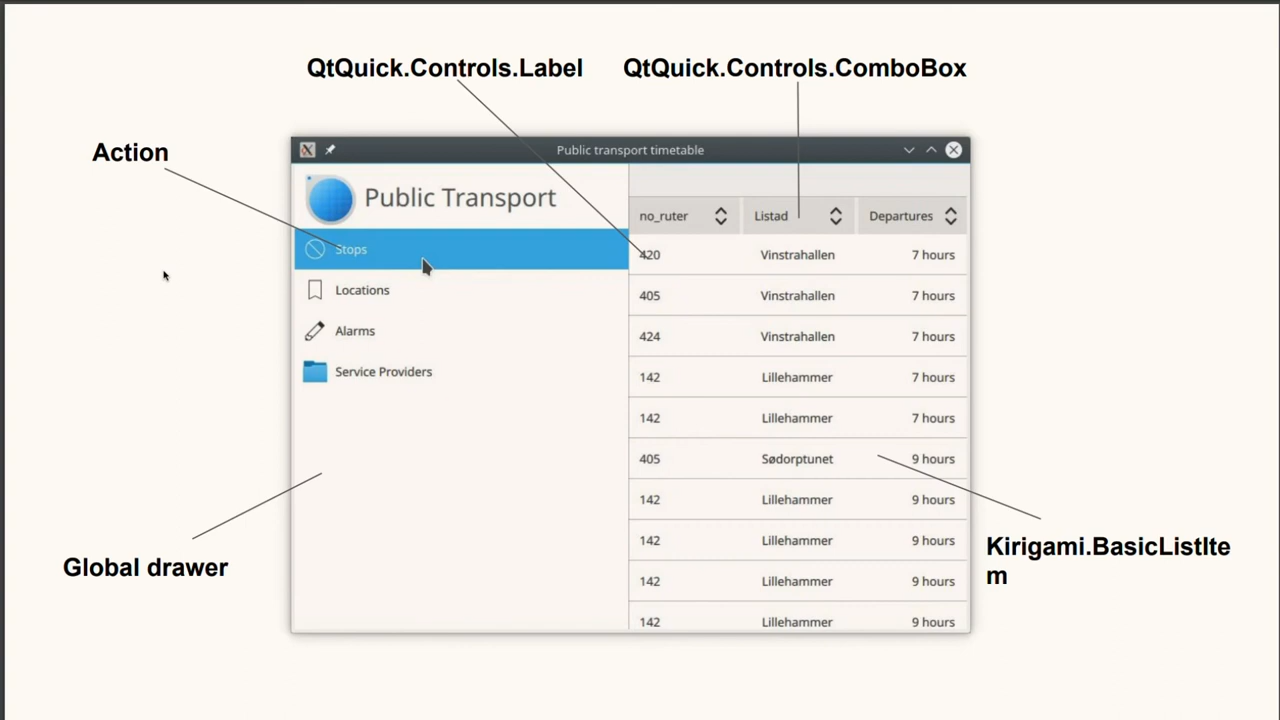 QtQuick.Controls.Label
QtQuick.Controls.ComboBox
Action
Public transport timetable
Public Transport
Stops
Locations
Alarms
Service Providers
no_ruter Listad Departures
420 Vinstrahallen 7 hours
405 Vinstrahallen 7 hours
424 Vinstrahallen 7 hours
142 Lillehammer 7 hours
142 Lillehammer 7 hours
405 Sødorptunet 9 hours
142 Lillehammer 9 hours
142 Lillehammer 9 hours
142 Lillehammer 9 hours
142 Lillehammer 9 hours
Global drawer
Kirigami.BasicListIte
m